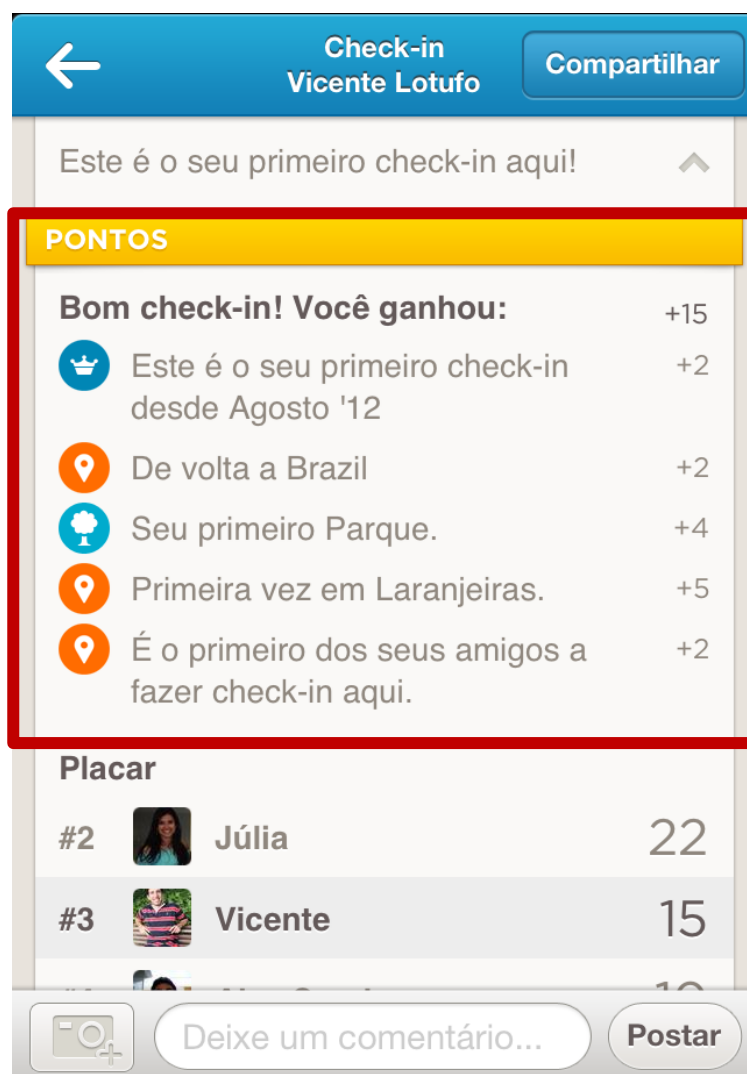 Check-in
Vicente Lotufo
Compartilhar
Este é o seu primeiro check-in aqui!
PONTOS
Bom check-in! Você ganhou: +15
Este é o seu primeiro check-in +2
desde Agosto '12
De volta a Brazil +2
Seu primeiro Parque. +4
Primeira vez em Laranjeiras. +5
É o primeiro dos seus amigos a +2
fazer check-in aqui.
Placar
#2 Júlia 22
#3 Vicente 15
Deixe um comentário...
Postar